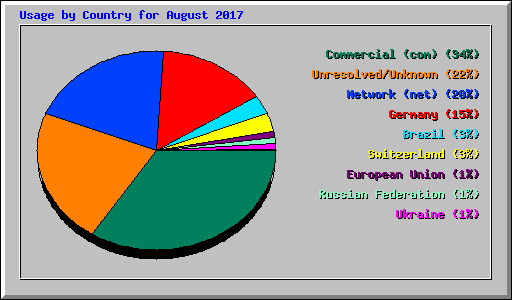 Usage by Country for August 2017
Commercial (com) (34%)
Unresolved/Unknown (22%)
Network (net) (20%)
Germany (15%)
Brazil (3%)
Switzerland (3%)
European Union (1%)
Russian Federation (1%)
Ukraine (1%)